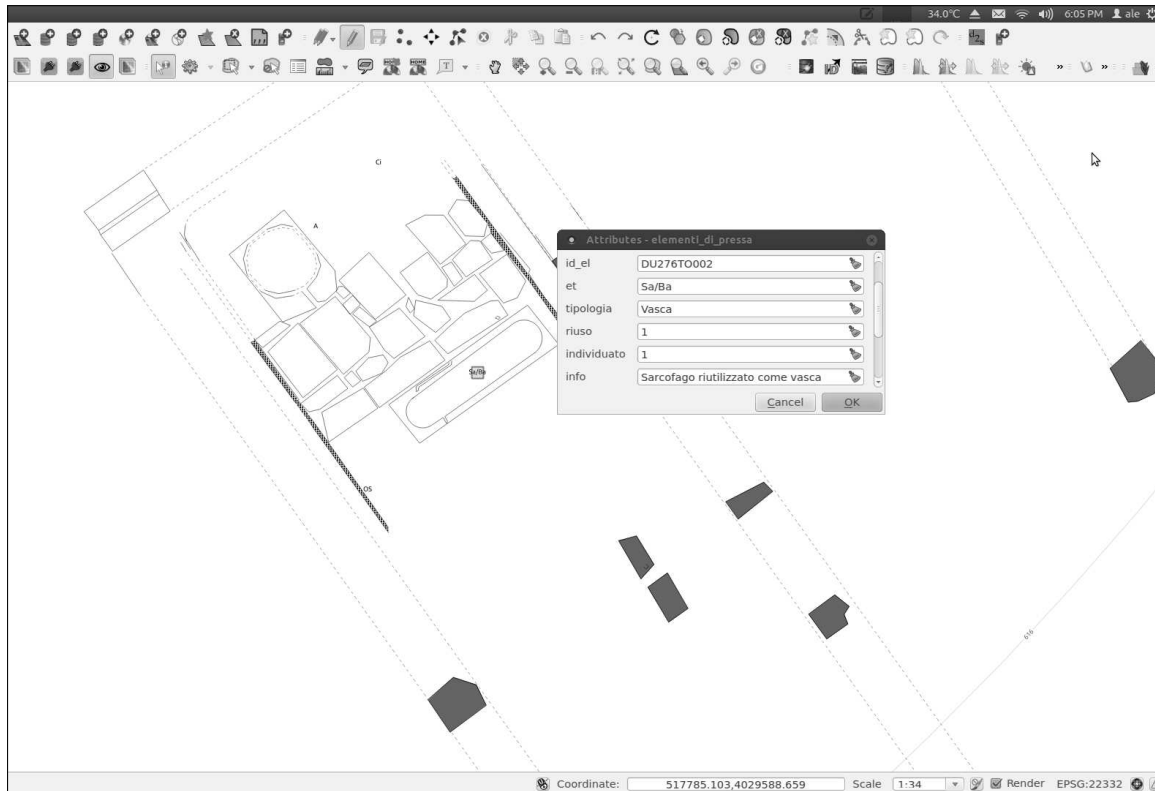 34.0°C 6:05 PM ale
Ci
A
Attributes - elementi_di_pressa
id_el DU276TO002
et Sa/Ba
tipologia Vasca
riuso 1
individuato 1
info Sarcofago riutilizzato come vasca
Cancel OK
Sa/Ba
OS
616
Coordinate: 517785.103,4029588.659 Scale 1:34 Render EPSG:22332